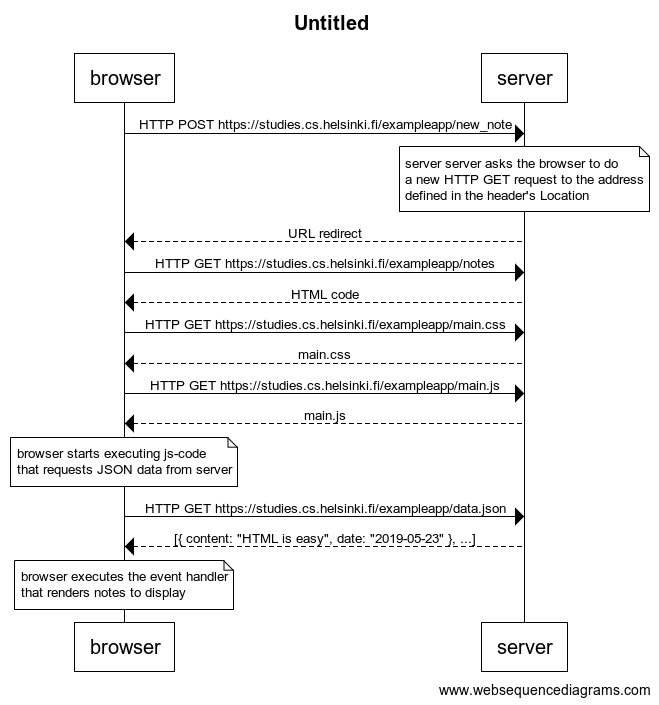 Untitled
browser
server
HTTP POST https://studies.cs.helsinki.fi/exampleapp/new_note
server server asks the browser to do
a new HTTP GET request to the address
defined in the header's Location
URL redirect
HTTP GET https://studies.cs.helsinki.fi/exampleapp/notes
HTML code
HTTP GET https://studies.cs.helsinki.fi/exampleapp/main.css
main.css
HTTP GET https://studies.cs.helsinki.fi/exampleapp/main.js
main.js
browser starts executing js-code
that requests JSON data from server
HTTP GET https://studies.cs.helsinki.fi/exampleapp/data.json
[{ content: "HTML is easy", date: "2019-05-23" }, ...]
browser executes the event handler
that renders notes to display
browser
server
www.websequencediagrams.com